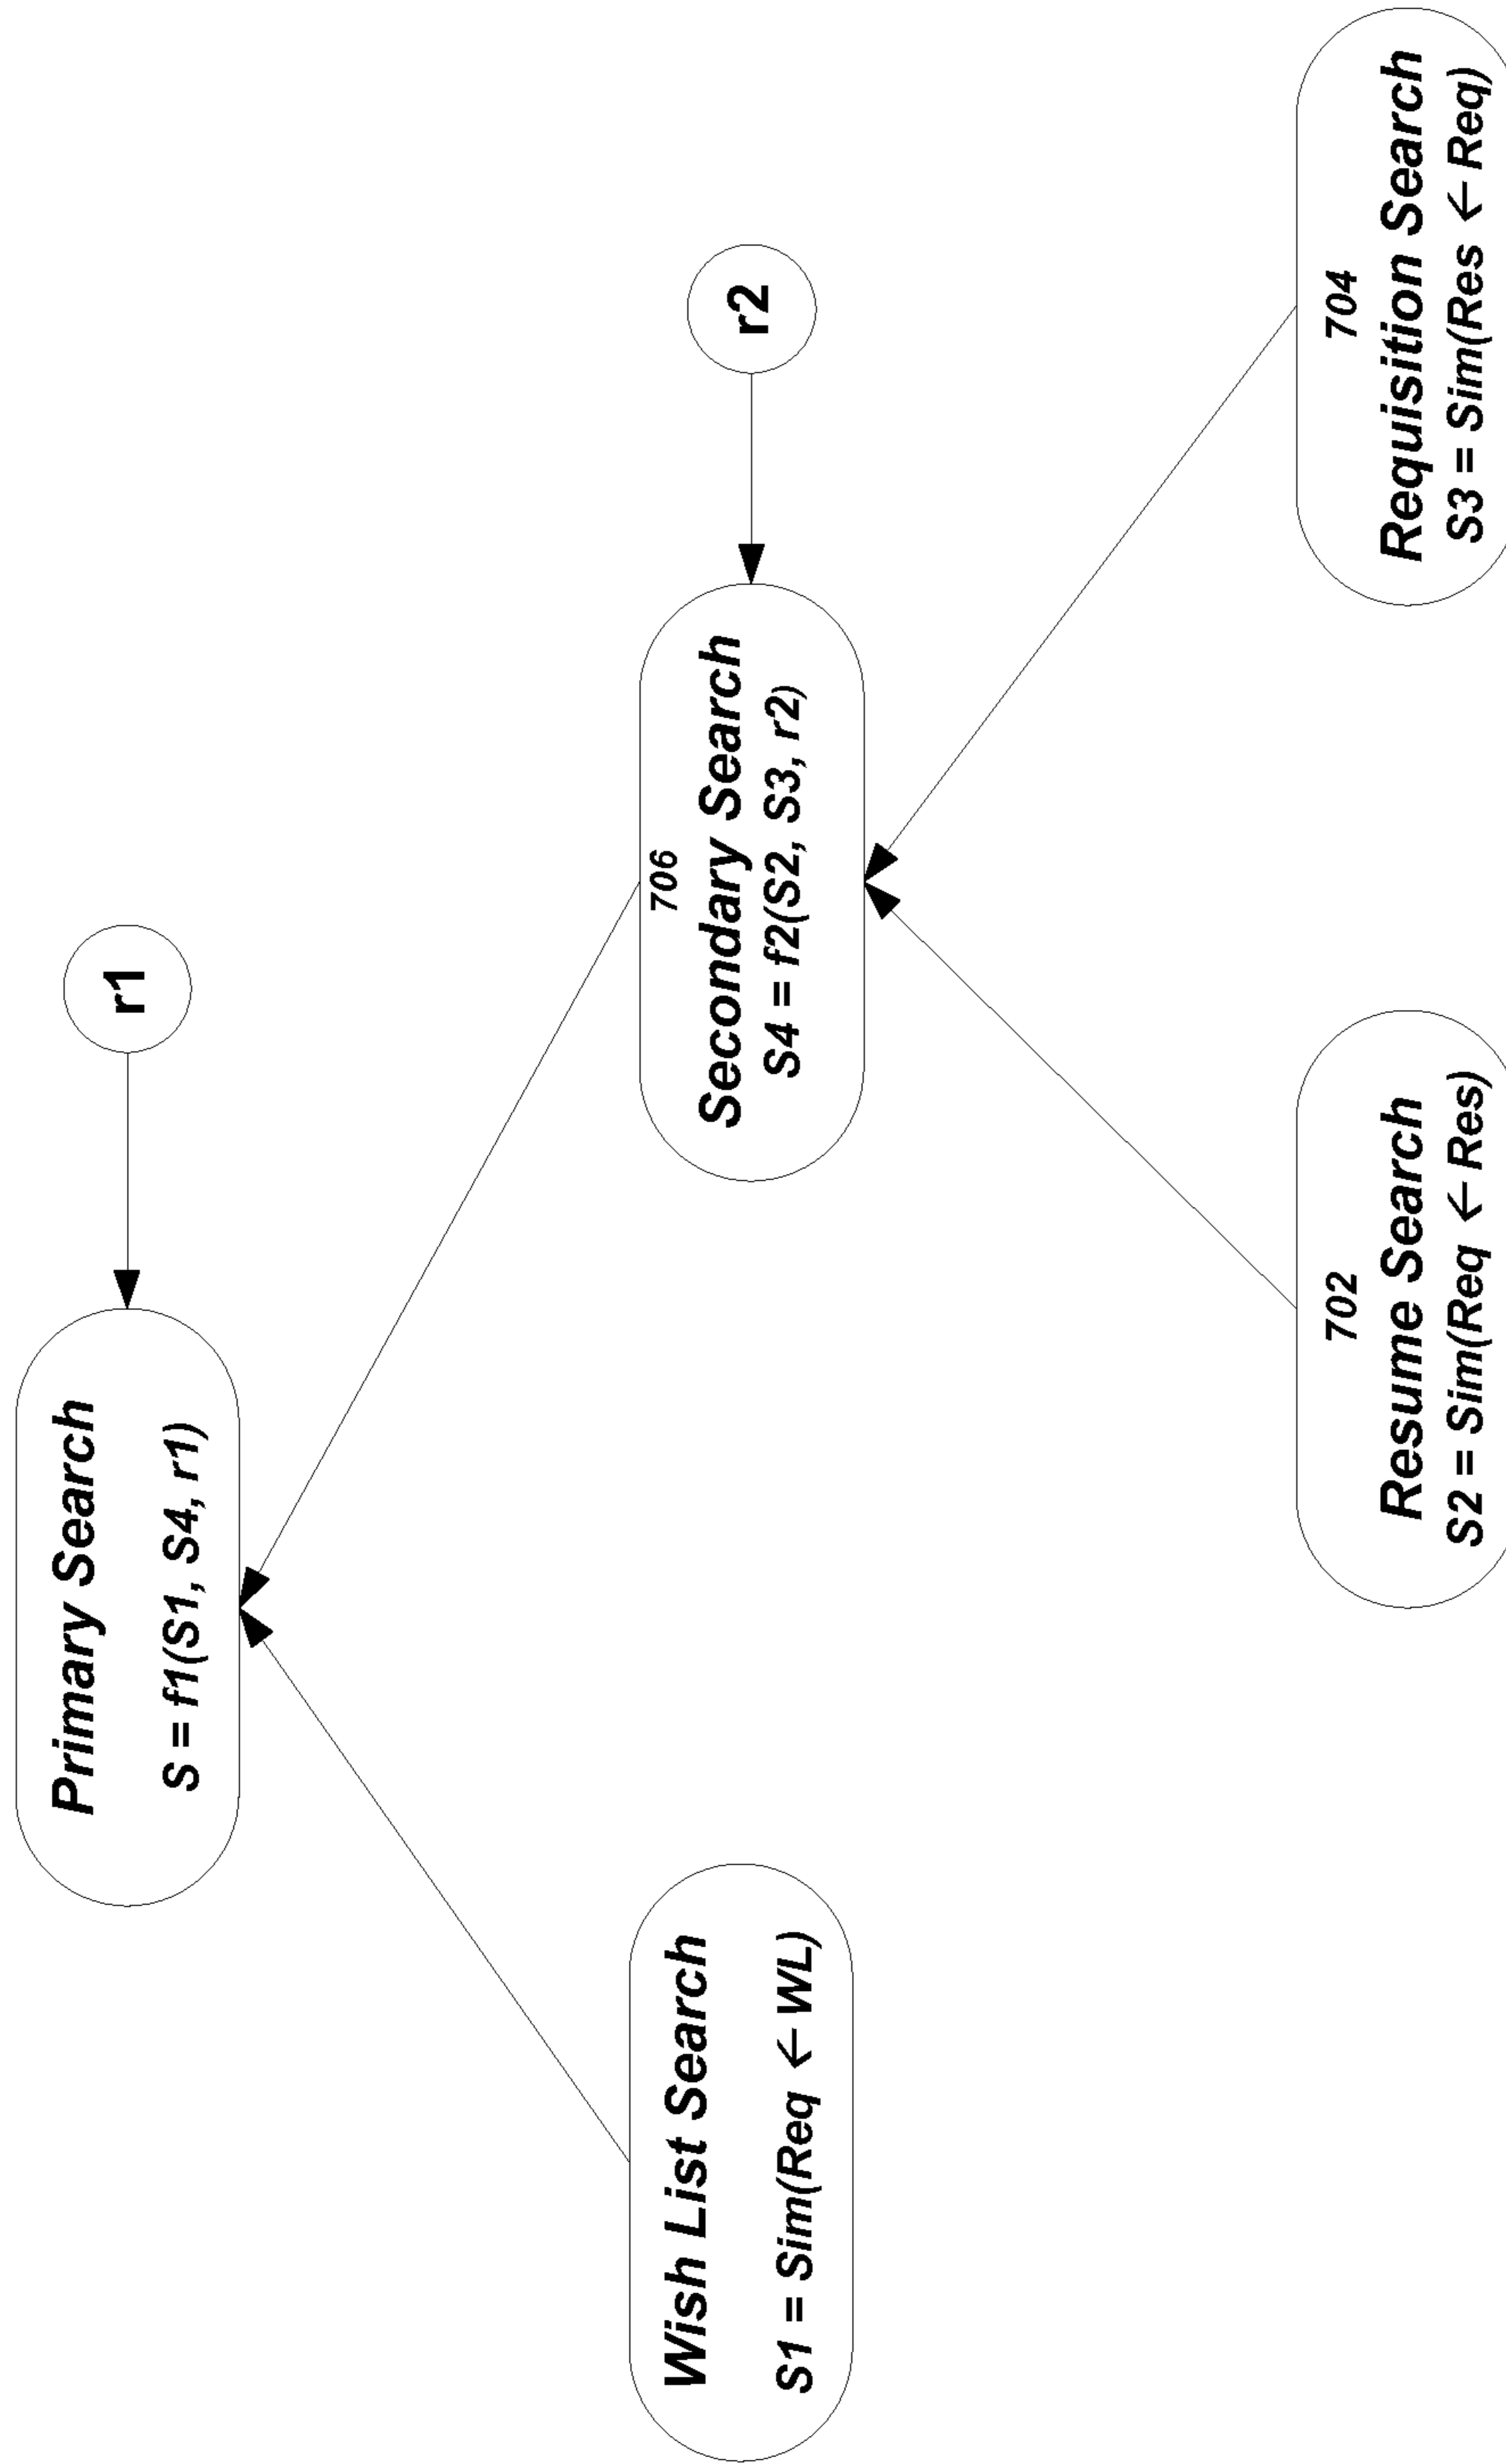 Primary Search
S = f1(S1, S4, r1)
r1
Wish List Search
S1 = Sim(Req ← WL)
706
Secondary Search
S4 = f2(S2, S3, r2)
r2
702
Resume Search
S2 = Sim(Req ← Res)
704
Requisition Search
S3 = Sim(Res ← Req)